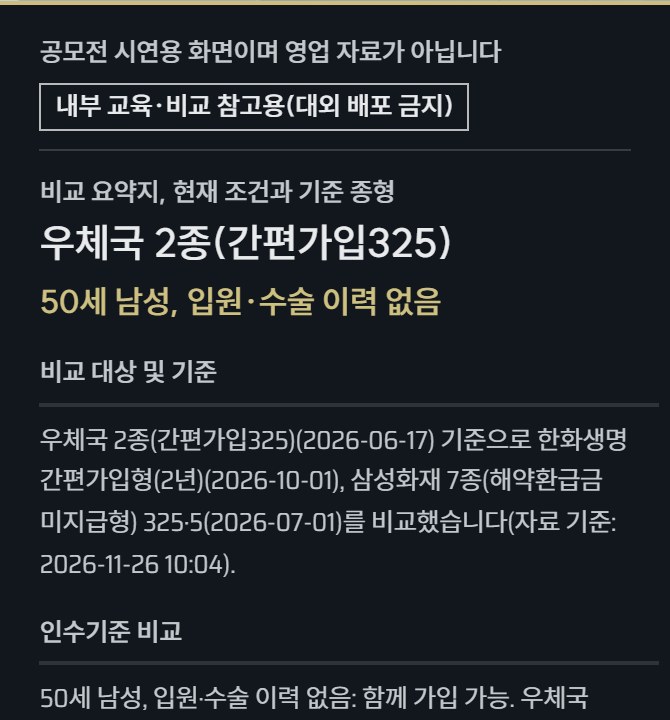 공모전 시연용 화면이며 영업 자료가 아닙니다
내부 교육·비교 참고용(대외 배포 금지)
비교 요약지, 현재 조건과 기준 종형
우체국 2종(간편가입325)
50세 남성, 입원·수술 이력 없음
비교 대상 및 기준
우체국 2종(간편가입325)(2026-06-17) 기준으로 한화생명
간편가입형(2년)(2026-10-01), 삼성화재 7종(해약환급금
미지급형) 325·5(2026-07-01)를 비교했습니다(자료 기준:
2026-11-26 10:04).
인수기준 비교
50세 남성, 입원·수술 이력 없음: 함께 가입 가능. 우체국